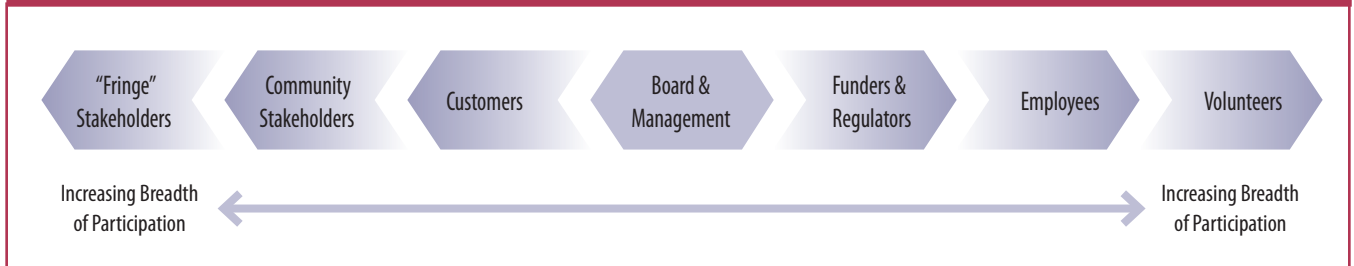 “Fringe”
Stakeholders
Community
Stakeholders
Customers
Board &
Management
Funders &
Regulators
Employees
Volunteers
Increasing Breadth
of Participation
Increasing Breadth
of Participation